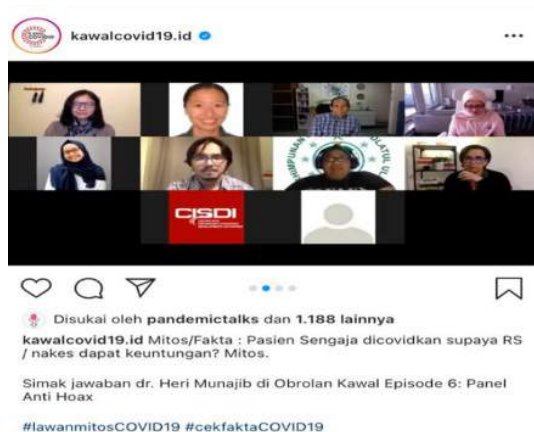 kawalcovid19.id
HIMPUNAN
CISDI
Disukai oleh pandemictalks dan 1.188 lainnya
kawalcovid19.id Mitos/Fakta : Pasien Sengaja dicovidkan supaya RS
/ nakes dapat keuntungan? Mitos.
Simak jawaban dr. Heri Munajib di Obrolan Kawal Episode 6: Panel
Anti Hoax
#lawanmitosCOVID19 #cekfaktaCOVID19